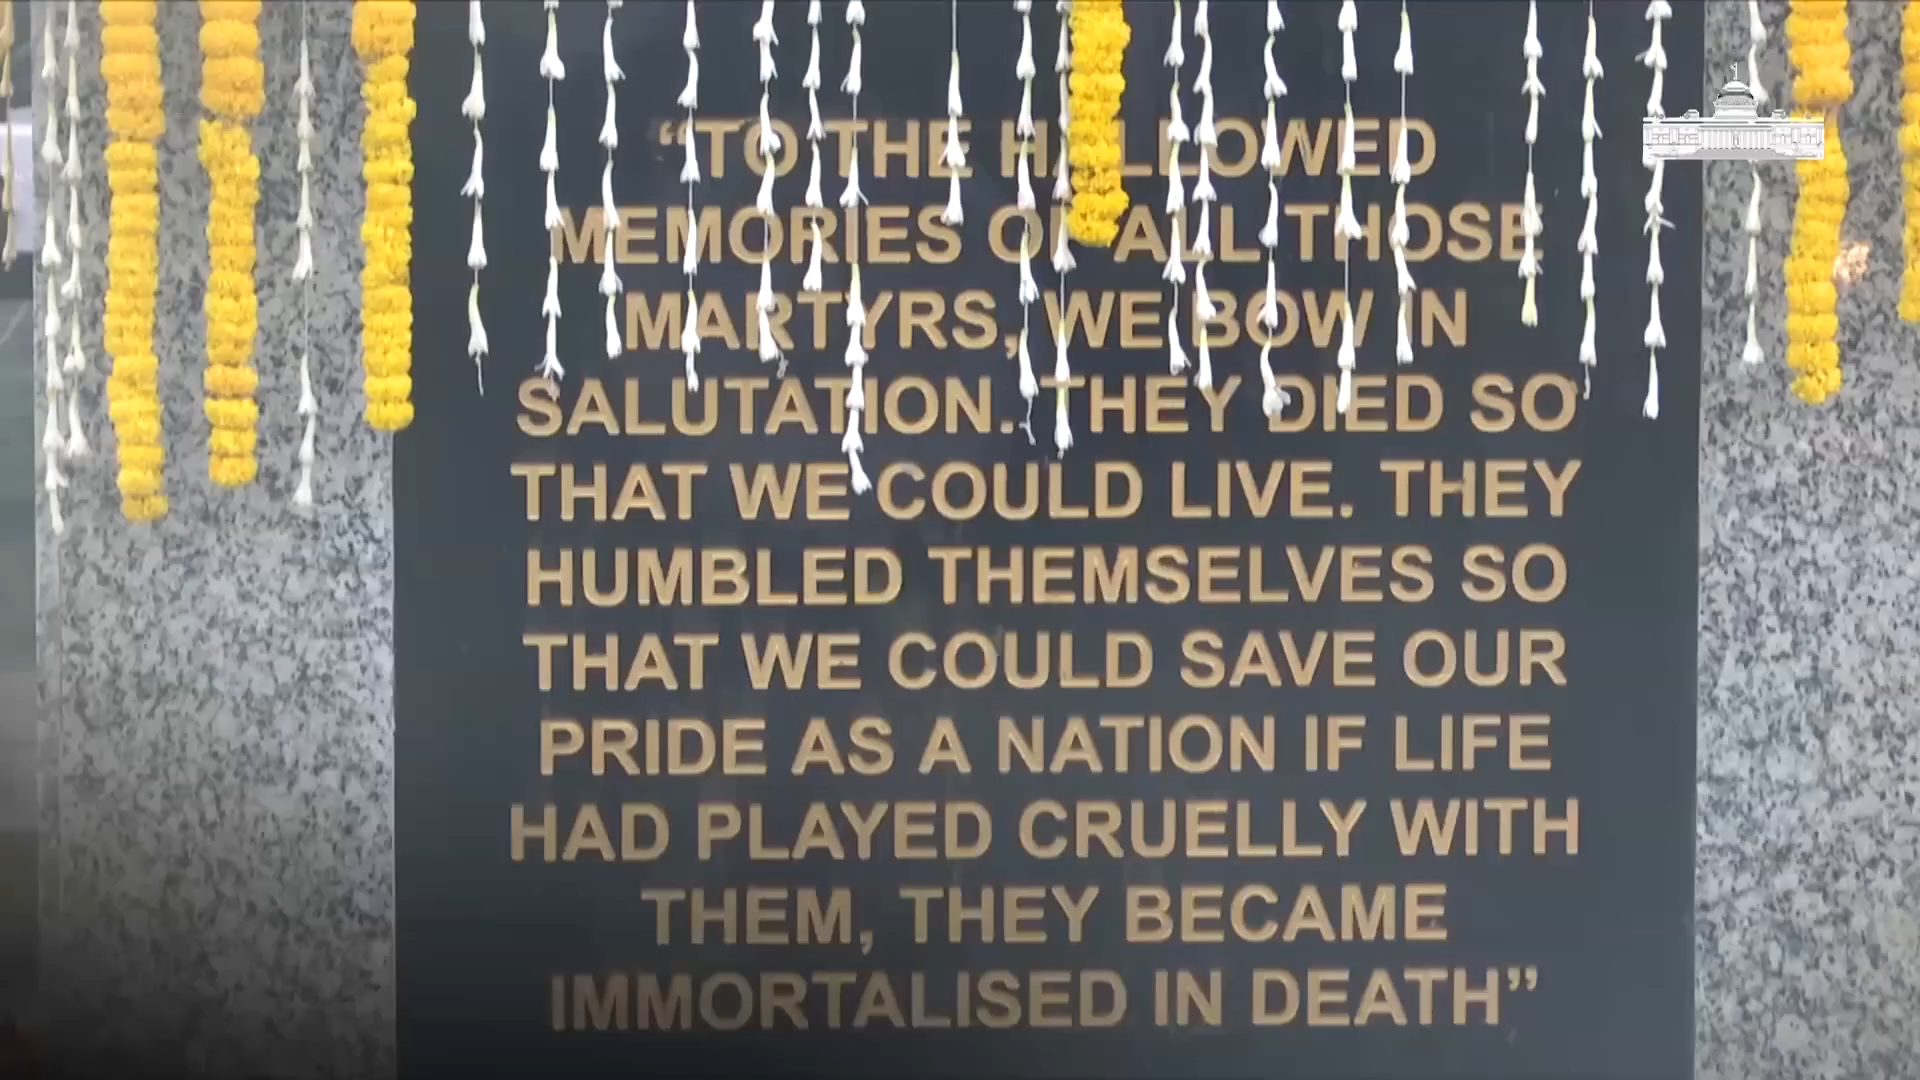 “TO THE HALLOWED
MEMORIES OF ALL THOSE
MARTYRS, WE BOW IN
SALUTATION. THEY DIED SO
THAT WE COULD LIVE. THEY
HUMBLED THEMSELVES SO
THAT WE COULD SAVE OUR
PRIDE AS A NATION IF LIFE
HAD PLAYED CRUELLY WITH
THEM, THEY BECAME
IMMORTALISED IN DEATH”